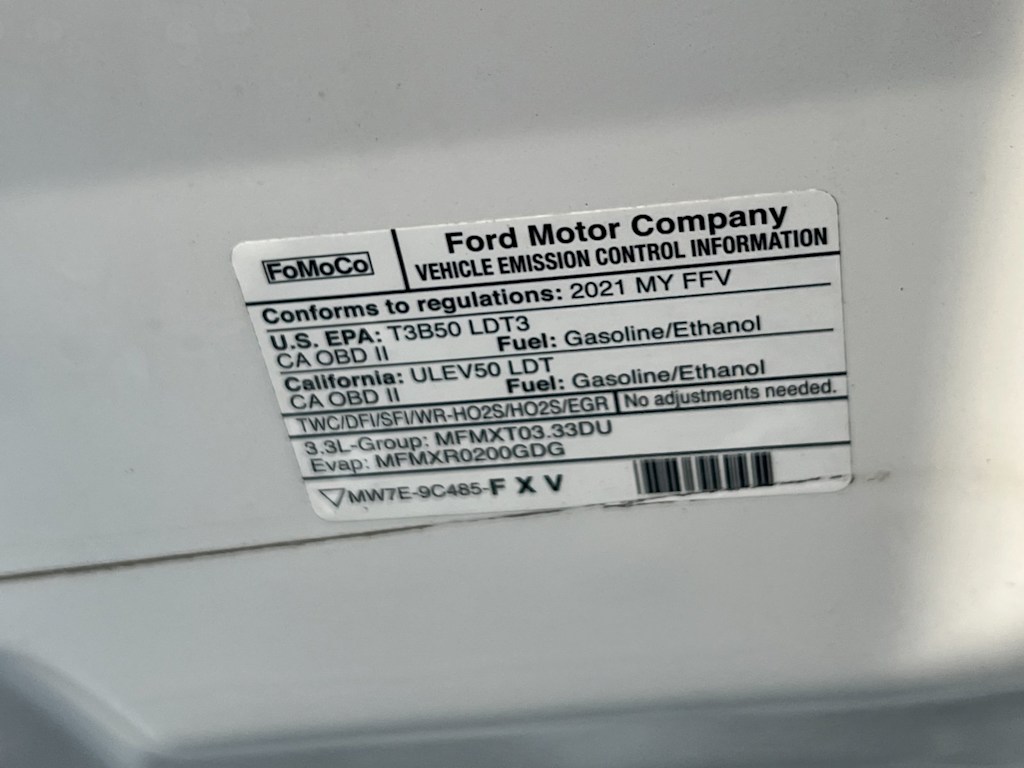 FoMoCo
Ford Motor Company
VEHICLE EMISSION CONTROL INFORMATION
Conforms to regulations: 2021 MY FFV
U.S. EPA: T3B50 LDT3
CA OBD II Fuel: Gasoline/Ethanol
California: ULEV50 LDT
CA OBD II Fuel: Gasoline/Ethanol
TWC/DFI/SFI/WR-HO2S/HO2S/EGR No adjustments needed.
3.3L-Group: MFMXT03.33DU
Evap: MFMXR0200GDG
MW7E-9C485-F X V